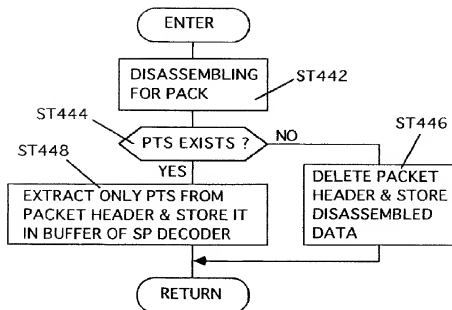 ENTER
DISASSEMBLING
FOR PACK
ST442
ST444
PTS EXISTS ?
NO
YES
ST446
ST448
EXTRACT ONLY PTS FROM
PACKET HEADER & STORE IT
IN BUFFER OF SP DECODER
DELETE PACKET
HEADER & STORE
DISASSEMBLED
DATA
RETURN